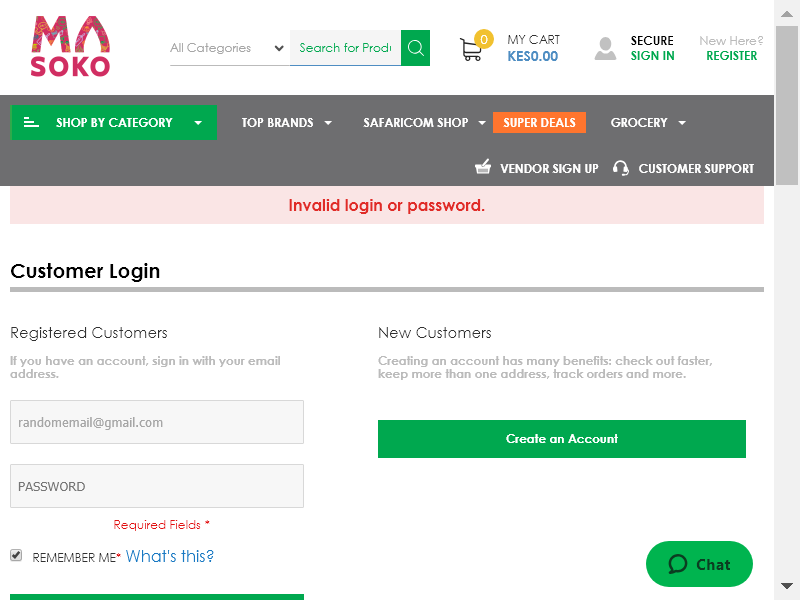 MA
SOKO
All Categories
Search for Produ
0
MY CART
KES0.00
SECURE
SIGN IN
New Here?
REGISTER
SHOP BY CATEGORY
TOP BRANDS
SAFARICOM SHOP
SUPER DEALS
GROCERY
VENDOR SIGN UP
CUSTOMER SUPPORT
Invalid login or password.
Customer Login
Registered Customers
If you have an account, sign in with your email
address.
randomemail@gmail.com
PASSWORD
Required Fields *
REMEMBER ME* What's this?
New Customers
Creating an account has many benefits: check out faster,
keep more than one address, track orders and more.
Create an Account
Chat